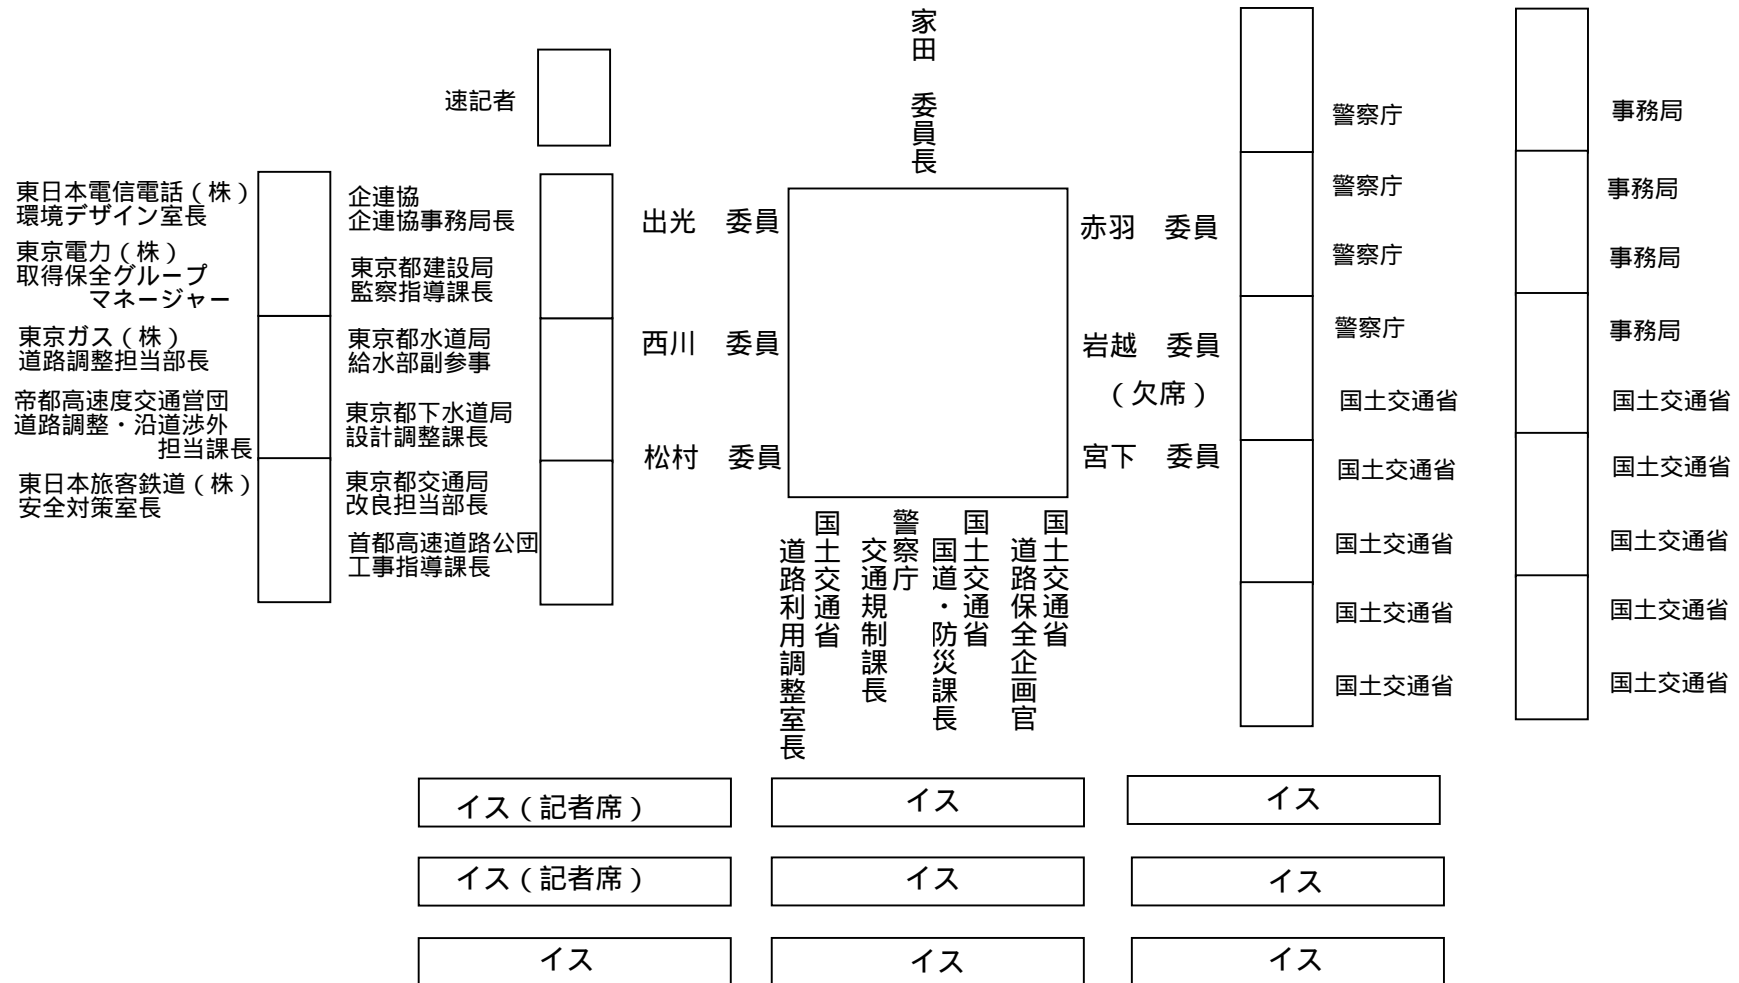 家田　委員長
速記者
東日本電信電話（株）
環境デザイン室長
東京電力（株）
取得保全グループ
マネージャー
東京ガス（株）
道路調整担当部長
帝都高速度交通営団
道路調整・沿道渉外
担当課長
東日本旅客鉄道（株）
安全対策室長
企連協
企連協事務局長
東京都建設局
監察指導課長
東京都水道局
給水部副参事
東京都下水道局
設計調整課長
東京都交通局
改良担当部長
首都高速道路公団
工事指導課長
出光　委員
西川　委員
松村　委員
赤羽　委員
岩越　委員
（欠席）
宮下　委員
国土交通省
道路保全企画官
国土交通省
国道・防災課長
警察庁
交通規制課長
国土交通省
道路利用調整室長
警察庁
警察庁
警察庁
警察庁
国土交通省
国土交通省
国土交通省
国土交通省
国土交通省
事務局
事務局
事務局
事務局
国土交通省
国土交通省
国土交通省
国土交通省
国土交通省
イス（記者席）
イス
イス
イス（記者席）
イス
イス
イス
イス
イス